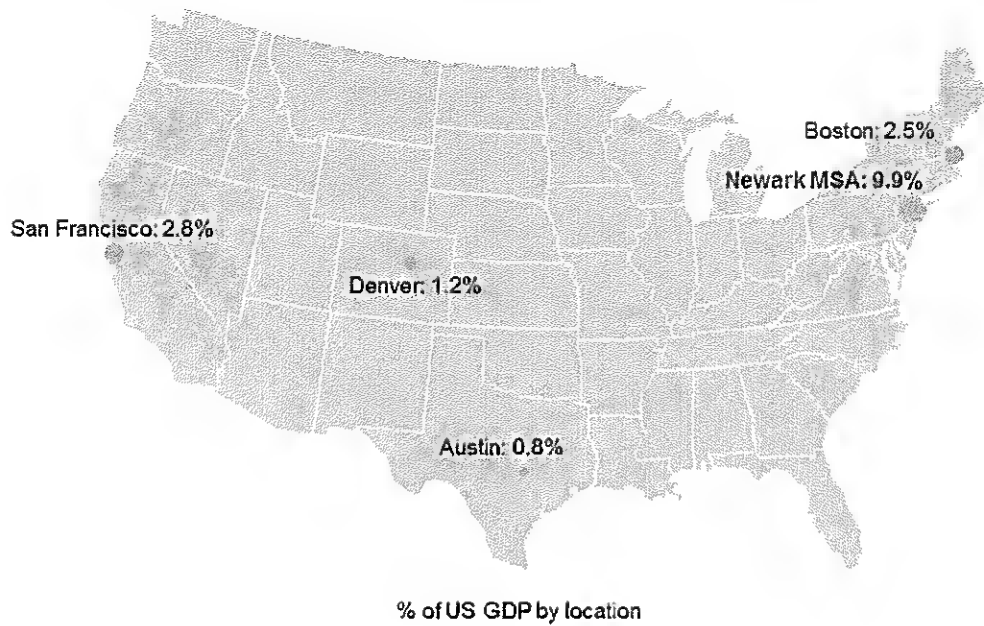 Boston: 2.5%
Newark MSA: 9.9%
San Francisco: 2.8%
Denver: 1.2%
Austin: 0.8%
% of US GDP by location